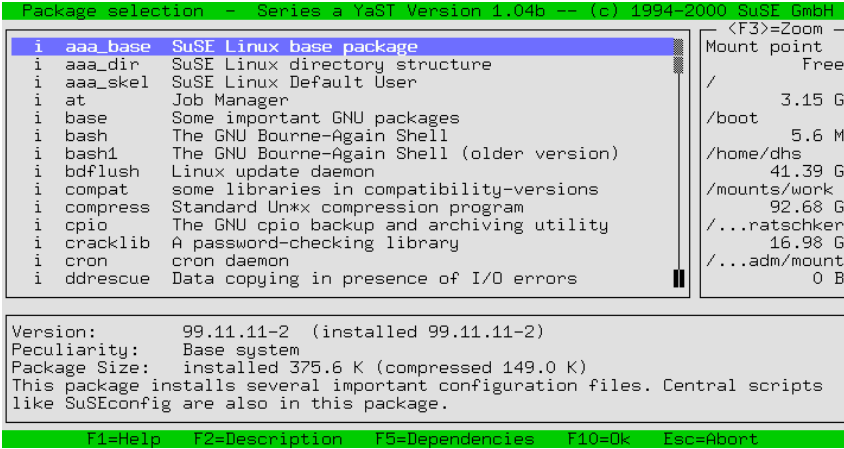 Package selection  -  Series a YaST Version 1.04b -- (c) 1994-2000 SuSE GmbH
<F3>=Zoom
i aaa_base SuSE Linux base package
i aaa_dir SuSE Linux directory structure
i aaa_skel SuSE Linux Default User
i at Job Manager
i base Some important GNU packages
i bash The GNU Bourne-Again Shell
i bash1 The GNU Bourne-Again Shell (older version)
i bdflush Linux update daemon
i compat some libraries in compatibility-versions
i compress Standard Un*x compression program
i cpio The GNU cpio backup and archiving utility
i cracklib A password-checking library
i cron cron daemon
i ddrescue Data copying in presence of I/O errors
Mount point
Free
/
3.15 G
/boot
5.6 M
/home/dhs
41.39 G
/mounts/work
92.68 G
/...ratschker
16.98 G
/...adm/mount
0 B
Version: 99.11.11-2 (installed 99.11.11-2)
Peculiarity: Base system
Package Size: installed 375.6 K (compressed 149.0 K)
This package installs several important configuration files. Central scripts
like SuSEconfig are also in this package.
F1=Help F2=Description F5=Dependencies F10=Ok Esc=Abort